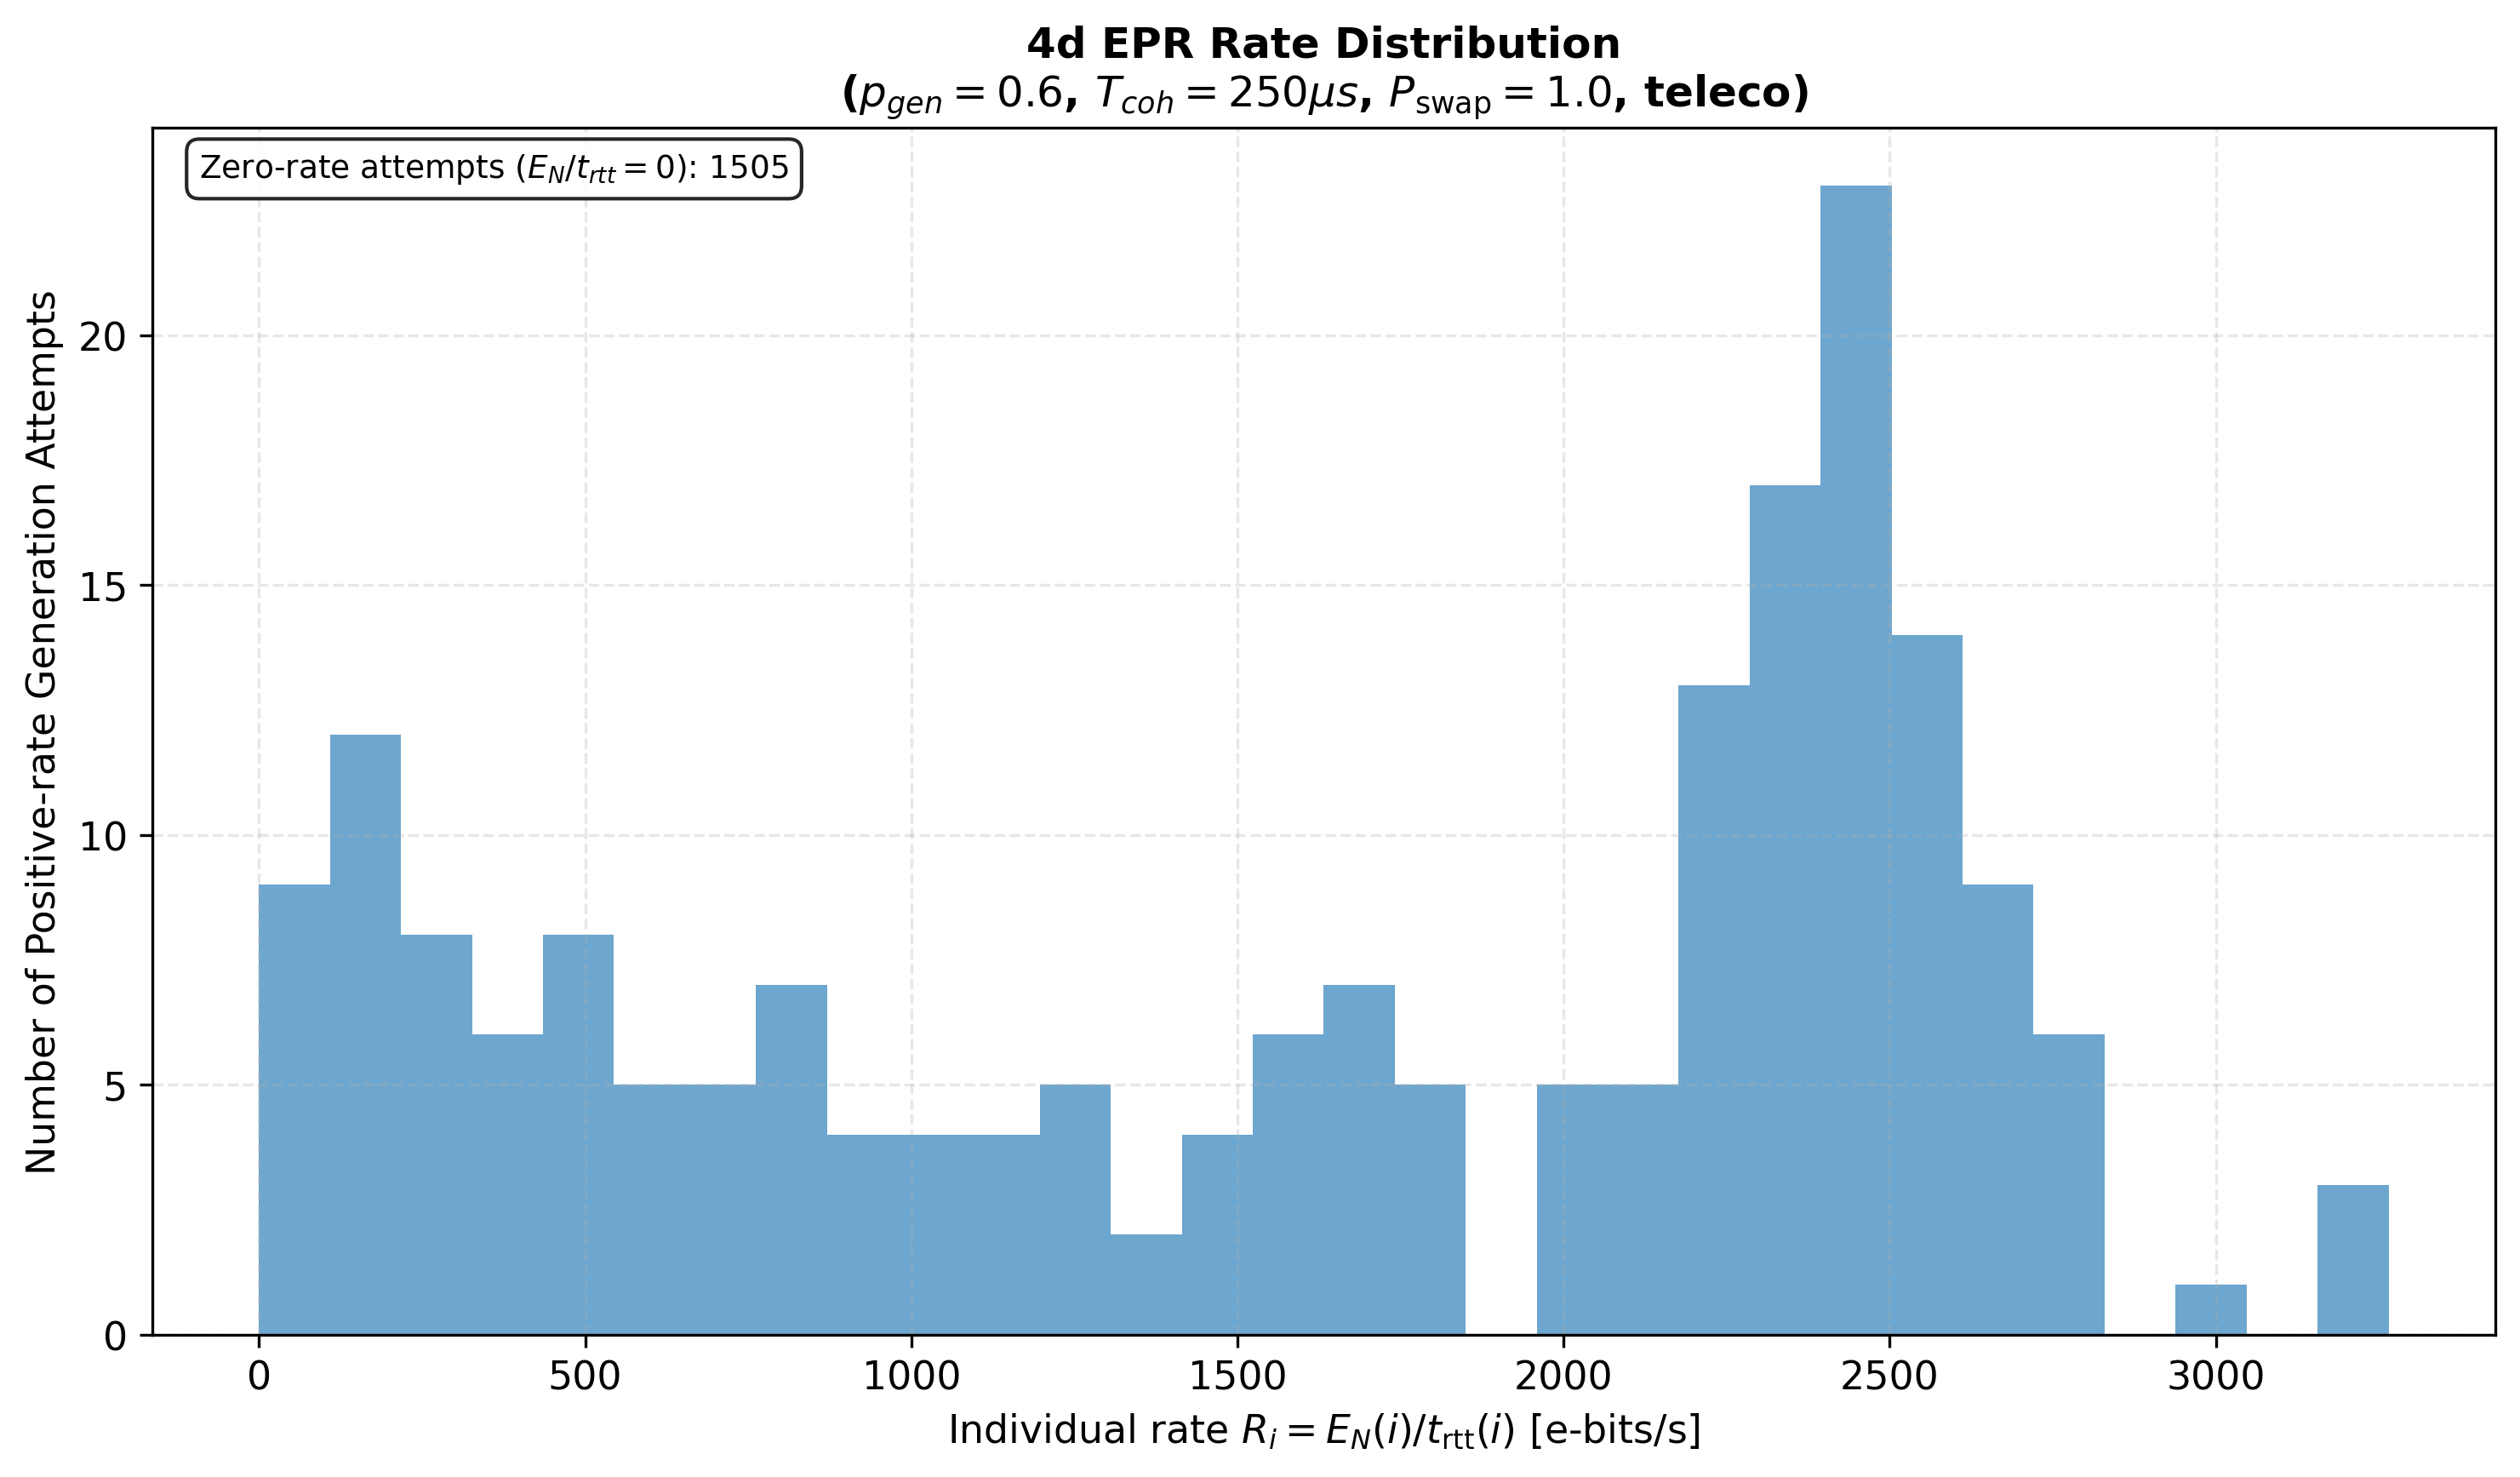 4d EPR Rate Distribution
(p_gen = 0.6, T_coh = 250μs, P_swap = 1.0, teleco)
Zero-rate attempts (E_N/t_rtt = 0): 1505
Number of Positive-rate Generation Attempts
20
15
10
5
0
0 500 1000 1500 2000 2500 3000
Individual rate R_i = E_N(i)/t_rtt(i) [e-bits/s]